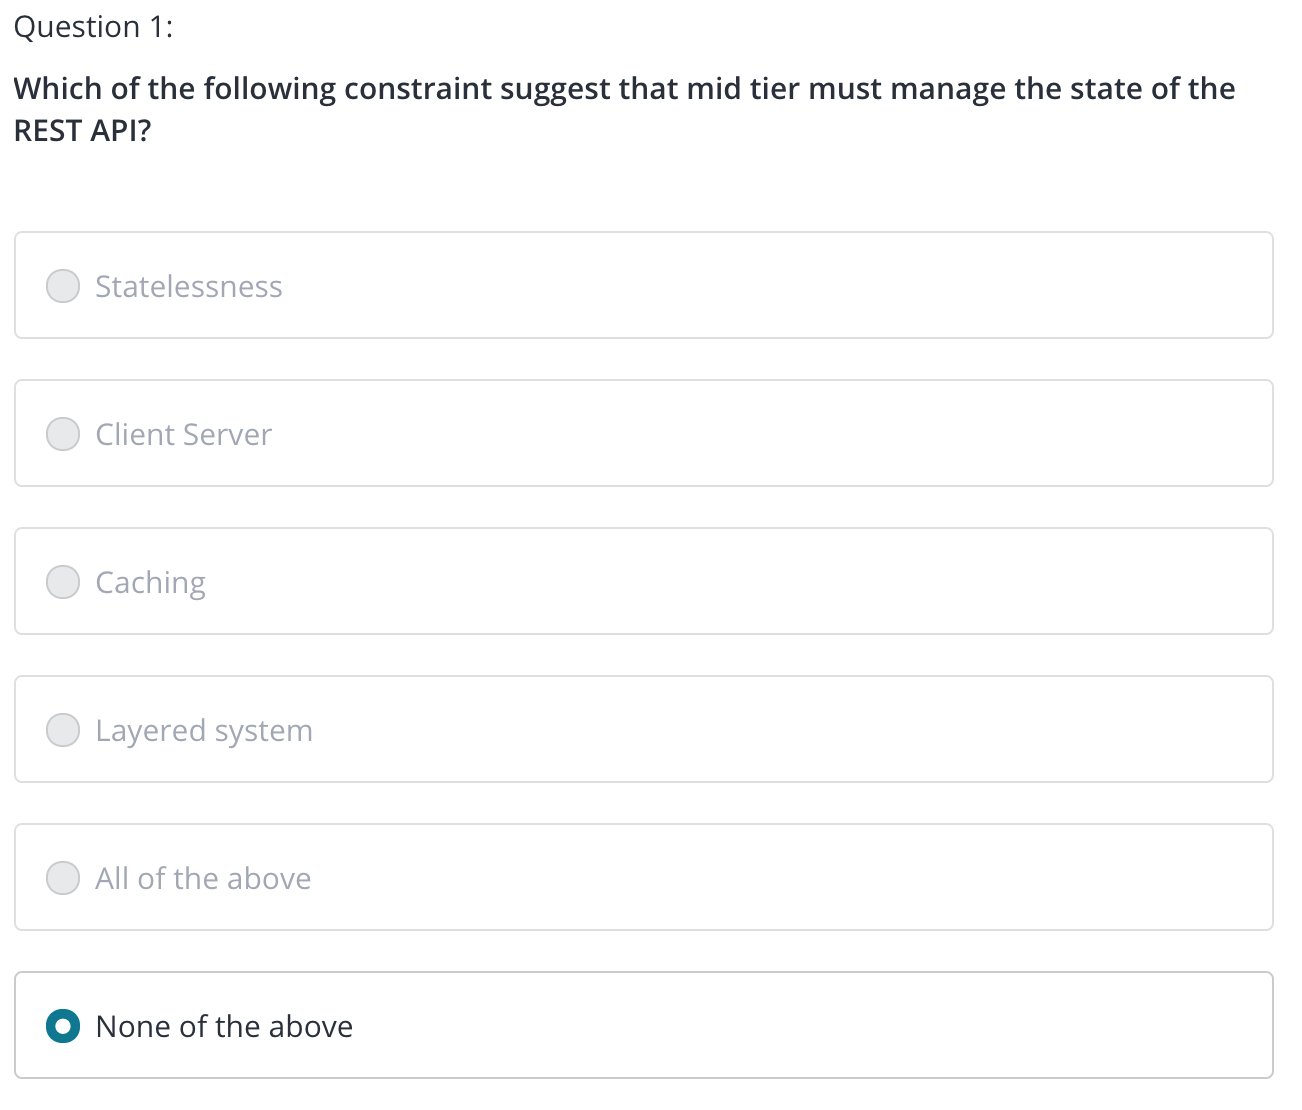 Question 1:
Which of the following constraint suggest that mid tier must manage the state of the
REST API?
Statelessness
Client Server
Caching
Layered system
All of the above
None of the above